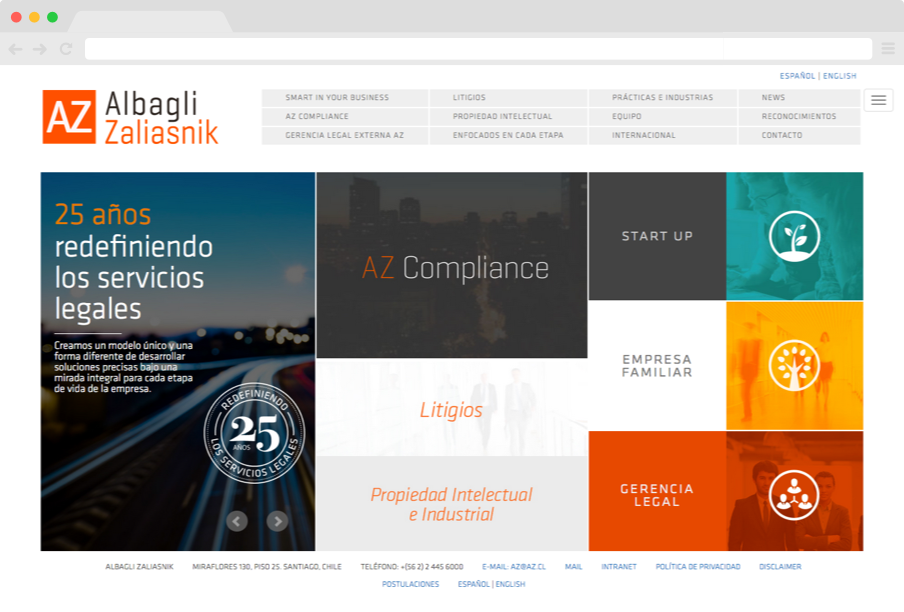 ESPAÑOL | ENGLISH
AZ Albagli
Zaliasnik
SMART IN YOUR BUSINESS
LITIGIOS
PRÁCTICAS E INDUSTRIAS
NEWS
AZ COMPLIANCE
PROPIEDAD INTELECTUAL
EQUIPO
RECONOCIMIENTOS
GERENCIA LEGAL EXTERNA AZ
ENFOCADOS EN CADA ETAPA
INTERNACIONAL
CONTACTO
25 años
redefiniendo
los servicios
legales
Creamos un modelo único y una
forma diferente de desarrollar
soluciones precisas bajo una
mirada integral para cada etapa
de vida de la empresa.
REDEFINIENDO
25
AÑOS
LOS SERVICIOS LEGALES
AZ Compliance
Litigios
Propiedad Intelectual
e Industrial
START UP
EMPRESA
FAMILIAR
GERENCIA
LEGAL
ALBAGLI ZALIASNIK MIRAFLORES 130, PISO 25. SANTIAGO, CHILE TELÉFONO: +(56 2) 2 445 6000 E-MAIL: AZ@AZ.CL MAIL INTRANET POLÍTICA DE PRIVACIDAD DISCLAIMER
POSTULACIONES ESPAÑOL | ENGLISH